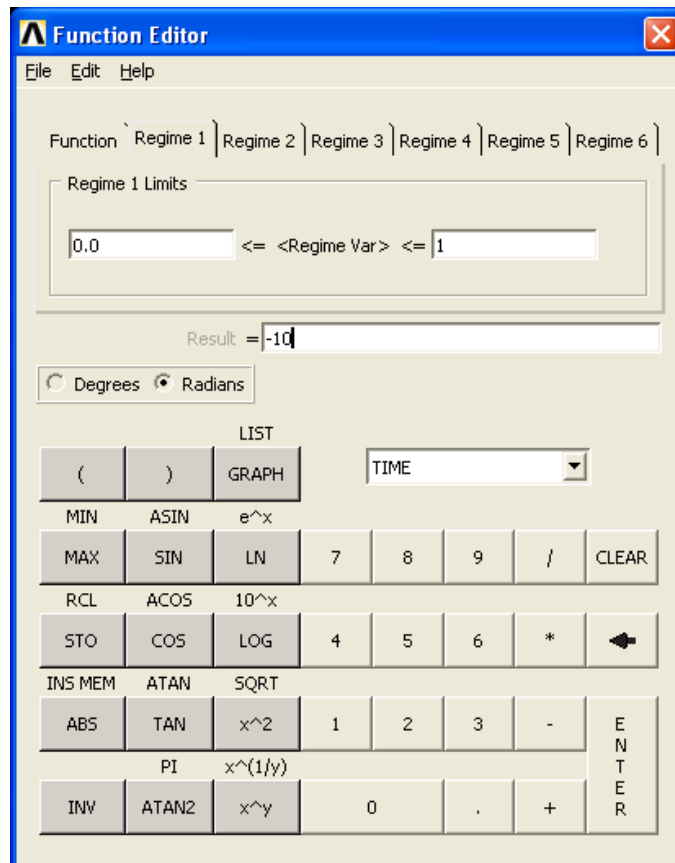 Function Editor
File Edit Help
Function Regime 1 Regime 2 Regime 3 Regime 4 Regime 5 Regime 6
Regime 1 Limits
0.0 <= <Regime Var> <= 1
Result =-10
Degrees Radians
LIST
( ) GRAPH TIME
MIN ASIN e^x
MAX SIN LN 7 8 9 / CLEAR
RCL ACOS 10^x
STO COS LOG 4 5 6 *
INS MEM ATAN SQRT
ABS TAN x^2 1 2 3 - ENTER
PI x^(1/y)
INV ATAN2 x^y 0 . +